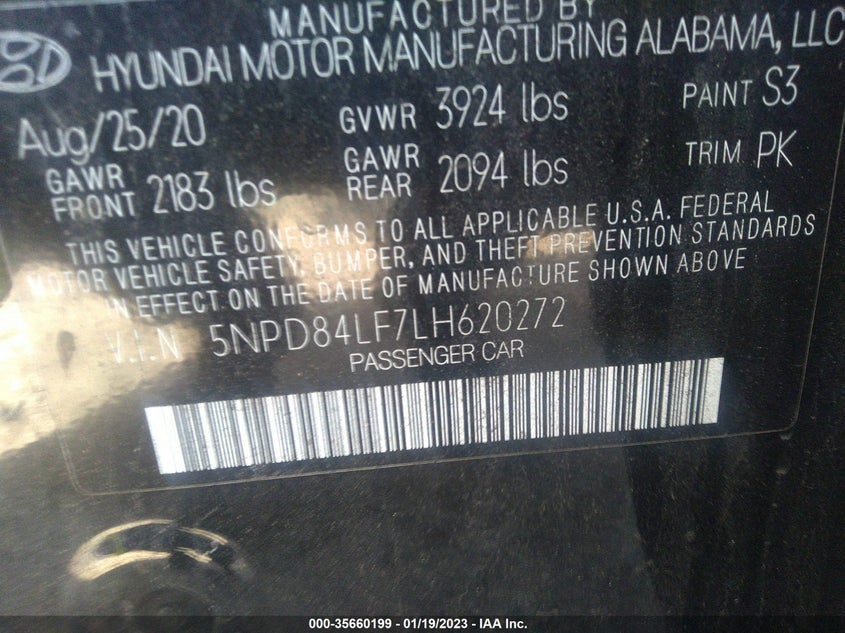 MANUFACTURED BY
HYUNDAI MOTOR MANUFACTURING ALABAMA, LLC
Aug/25/20 GVWR 3924 lbs PAINT S3
GAWR FRONT 2183 lbs GAWR REAR 2094 lbs TRIM PK
THIS VEHICLE CONFORMS TO ALL APPLICABLE U.S.A. FEDERAL
MOTOR VEHICLE SAFETY, BUMPER, AND THEFT PREVENTION STANDARDS
IN EFFECT ON THE DATE OF MANUFACTURE SHOWN ABOVE
V.I.N 5NPD84LF7LH620272
PASSENGER CAR
000-35660199 - 01/19/2023 - IAA Inc.